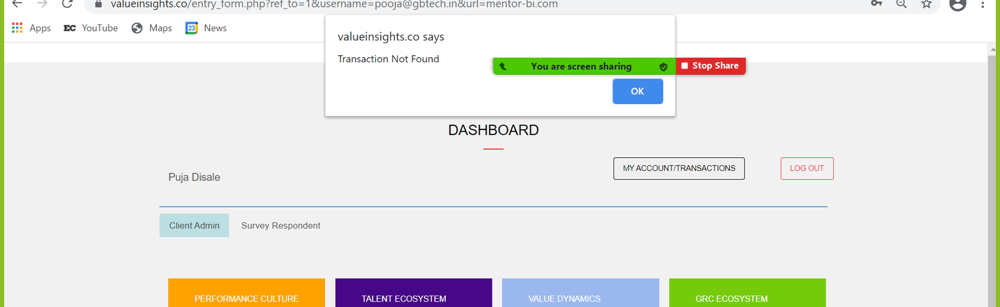 valueinsights.co/entry_form.php?ref_to=1&username=pooja@gbtech.in&url=mentor-bi.com
Apps EC YouTube Maps 23 News
valueinsights.co says
Transaction Not Found
You are screen sharing Stop Share
OK
DASHBOARD
MY ACCOUNT/TRANSACTIONS LOG OUT
Puja Disale
Client Admin Survey Respondent
PERFORMANCE CULTURE TALENT ECOSYSTEM VALUE DYNAMICS GRC ECOSYSTEM